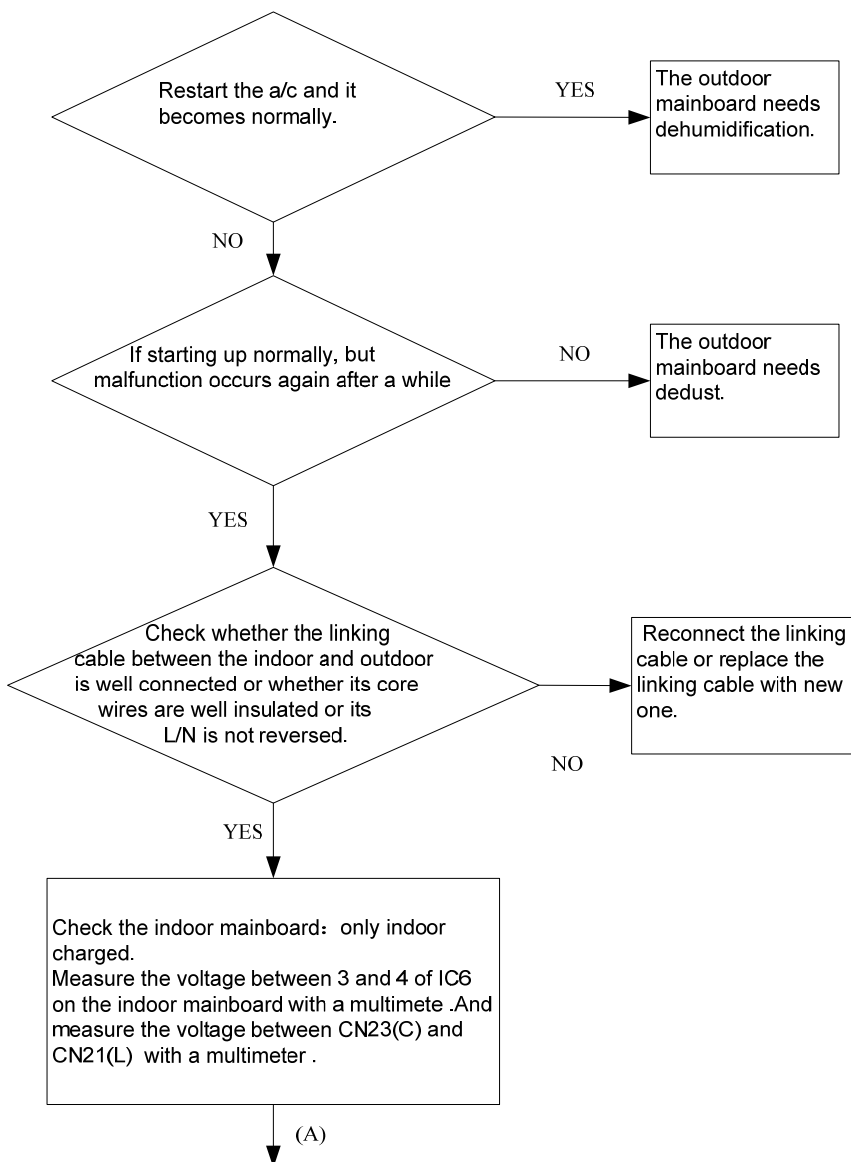 Restart the a/c and it
becomes normally.
YES
The outdoor
mainboard needs
dehumidification.
NO
If starting up normally, but
malfunction occurs again after a while
NO
The outdoor
mainboard needs
dedust.
YES
Check whether the linking
cable between the indoor and outdoor
is well connected or whether its core
wires are well insulated or its
L/N is not reversed.
NO
Reconnect the linking
cable or replace the
linking cable with new
one.
YES
Check the indoor mainboard：only indoor
charged.
Measure the voltage between 3 and 4 of IC6
on the indoor mainboard with a multimete .And
measure the voltage between CN23(C) and
CN21(L) with a multimeter .
(A)